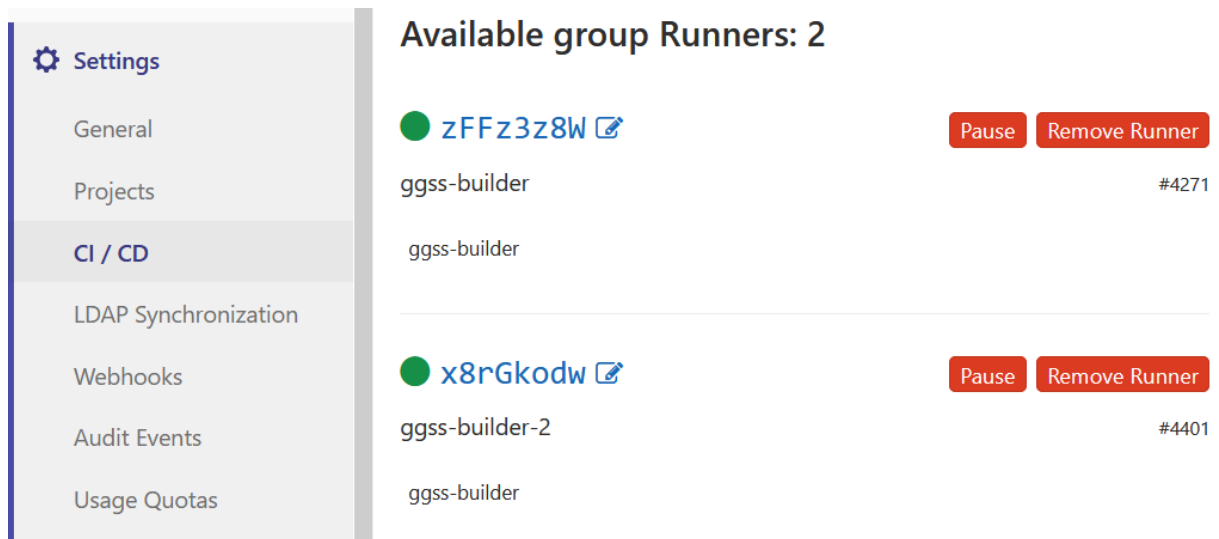 Settings
General
Projects
CI / CD
LDAP Synchronization
Webhooks
Audit Events
Usage Quotas
Available group Runners: 2
zFFz3z8W
Pause
Remove Runner
ggss-builder
#4271
ggss-builder
x8rGkodw
Pause
Remove Runner
ggss-builder-2
#4401
ggss-builder